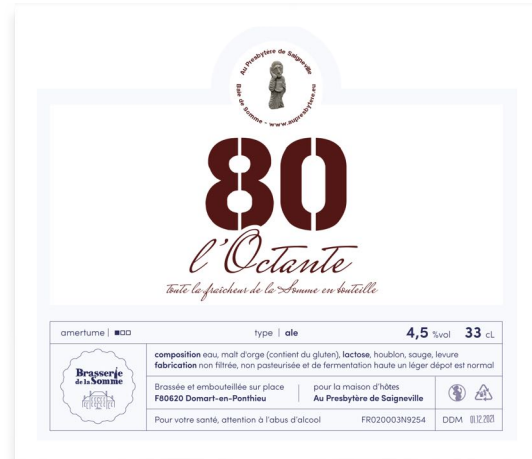 Au Presbytère de Saigneville
Baie de Somme - www.aupresbytere.eu
80
l'Octante
toute la fraîcheur de la Somme en bouteille
amertume | type | ale 4,5 %vol 33 cL
composition eau, malt d'orge (contient du gluten), lactose, houblon, sauge, levure
fabrication non filtrée, non pasteurisée et de fermentation haute un léger dépot est normal
Brasserie
de la Somme
Brassée et embouteillée sur place
F80620 Domart-en-Ponthieu
pour la maison d'hôtes
Au Presbytère de Saigneville
Pour votre santé, attention à l'abus d'alcool FR020003N9254 DDM 01.12.2021